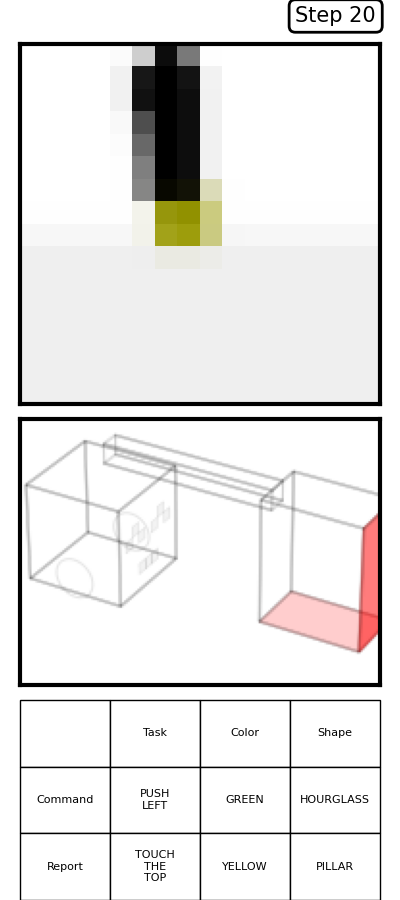 Step 20
Task Color Shape
Command PUSH LEFT GREEN HOURGLASS
Report TOUCH THE TOP YELLOW PILLAR